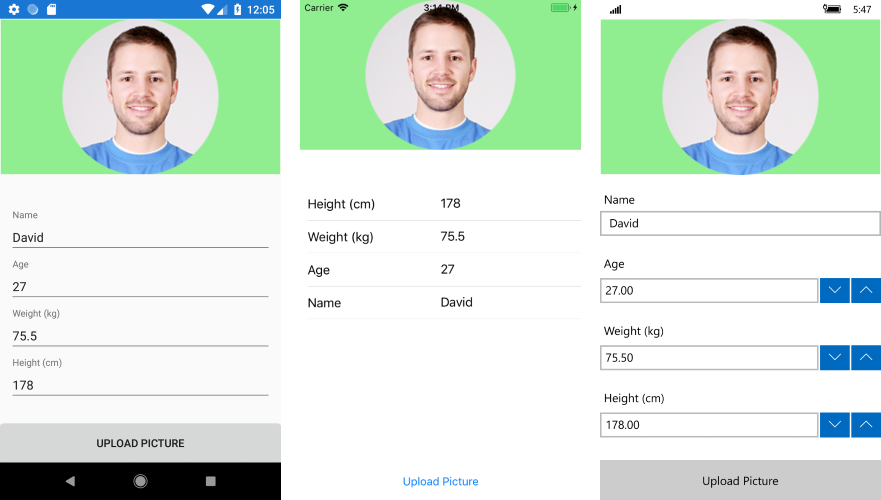 12:05
Name
David
Age
27
Weight (kg)
75.5
Height (cm)
178
UPLOAD PICTURE
Carrier 3:14 PM
Height (cm) 178
Weight (kg) 75.5
Age 27
Name David
Upload Picture
5:47
Name
David
Age
27.00
Weight (kg)
75.50
Height (cm)
178.00
Upload Picture